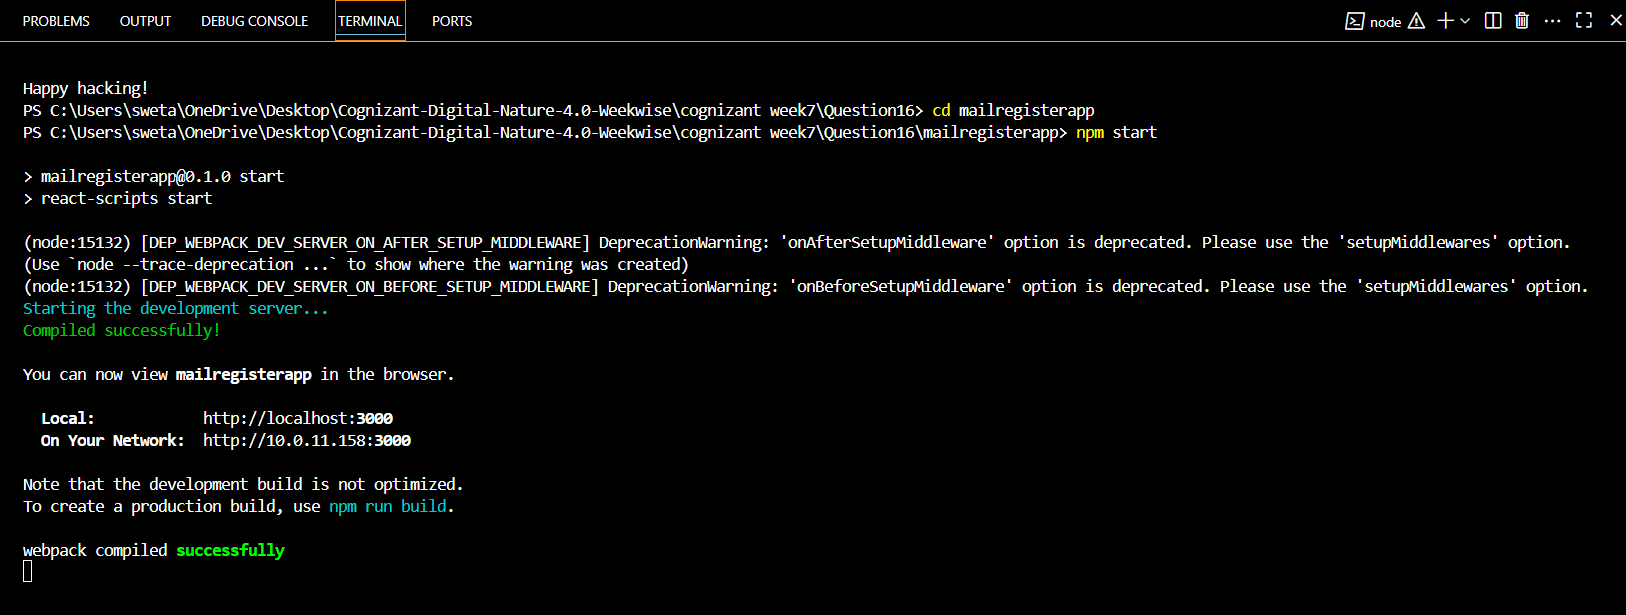 PROBLEMS OUTPUT DEBUG CONSOLE TERMINAL PORTS node
Happy hacking!
PS C:\Users\sweta\OneDrive\Desktop\Cognizant-Digital-Nature-4.0-Weekwise\cognizant week7\Question16> cd mailregisterapp
PS C:\Users\sweta\OneDrive\Desktop\Cognizant-Digital-Nature-4.0-Weekwise\cognizant week7\Question16\mailregisterapp> npm start
> mailregisterapp@0.1.0 start
> react-scripts start
(node:15132) [DEP_WEBPACK_DEV_SERVER_ON_AFTER_SETUP_MIDDLEWARE] DeprecationWarning: 'onAfterSetupMiddleware' option is deprecated. Please use the 'setupMiddlewares' option.
(Use `node --trace-deprecation ...` to show where the warning was created)
(node:15132) [DEP_WEBPACK_DEV_SERVER_ON_BEFORE_SETUP_MIDDLEWARE] DeprecationWarning: 'onBeforeSetupMiddleware' option is deprecated. Please use the 'setupMiddlewares' option.
Starting the development server...
Compiled successfully!
You can now view mailregisterapp in the browser.
Local: http://localhost:3000
On Your Network: http://10.0.11.158:3000
Note that the development build is not optimized.
To create a production build, use npm run build.
webpack compiled successfully